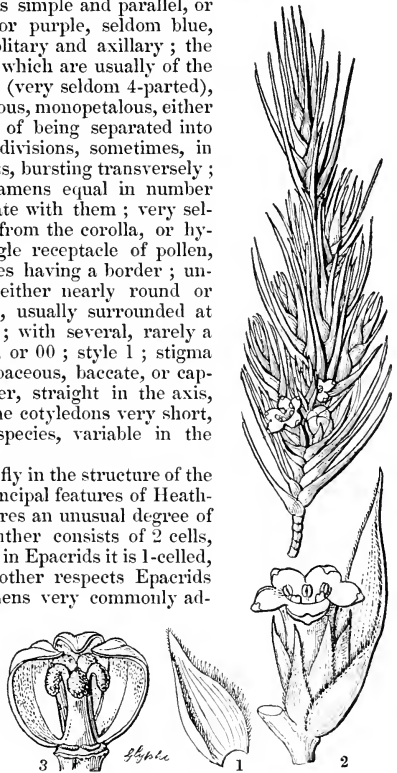 s simple and parallel, or
or purple, seldom blue,
litary and axillary ; the
which are usually of the
(very seldom 4-parted),
ous, monopetalous, either
of being separated into
divisions, sometimes, in
s, bursting transversely ;
amens equal in number
ate with them ; very sel-
from the corolla, or hy-
gle receptacle of pollen,
es having a border ; un-
either nearly round or
, usually surrounded at
; with several, rarely a
or 00 ; style 1 ; stigma
paceous, baccate, or cap-
er, straight in the axis,
ne cotyledons very short,
species, variable in the
fly in the structure of the
ncipal features of Heath-
res an unusual degree of
nther consists of 2 cells,
in Epacrids it is 1-celled,
other respects Epacrids
nens very commonly ad-
3 1 2